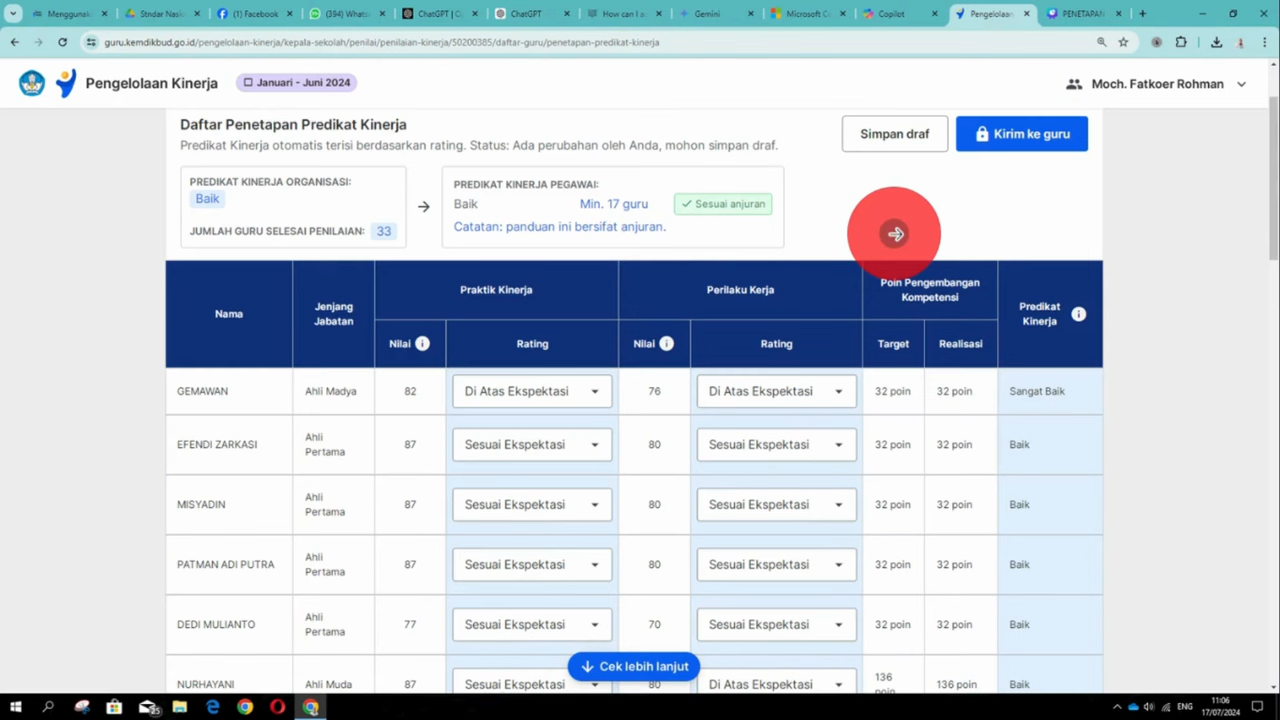 Menggunak
Stndar Nasi
(1) Facebook
(394) Whats
ChatGPT | C
ChatGPT
How can I a
Gemini
Microsoft Co
Copilot
Pengelolaan
PENETAPAN
guru.kemdikbud.go.id/pengelolaan-kinerja/kepala-sekolah/penilai/penilaian-kinerja/50200385/daftar-guru/penetapan-predikat-kinerja
Pengelolaan Kinerja
Januari - Juni 2024
Moch. Fatkoer Rohman
Daftar Penetapan Predikat Kinerja
Predikat Kinerja otomatis terisi berdasarkan rating. Status: Ada perubahan oleh Anda, mohon simpan draf.
Simpan draf
Kirim ke guru
PREDIKAT KINERJA ORGANISASI:
Baik
JUMLAH GURU SELESAI PENILAIAN: 33
PREDIKAT KINERJA PEGAWAI:
Baik Min. 17 guru Sesuai anjuran
Catatan: panduan ini bersifat anjuran.
Nama
Jenjang
Jabatan
Praktik Kinerja
Perilaku Kerja
Poin Pengembangan
Kompetensi
Predikat
Kinerja
Nilai Rating Nilai Rating Target Realisasi
GEMAWAN Ahli Madya 82 Di Atas Ekspektasi 76 Di Atas Ekspektasi 32 poin 32 poin Sangat Baik
EFENDI ZARKASI Ahli Pertama 87 Sesuai Ekspektasi 80 Sesuai Ekspektasi 32 poin 32 poin Baik
MISYADIN Ahli Pertama 87 Sesuai Ekspektasi 80 Sesuai Ekspektasi 32 poin 32 poin Baik
PATMAN ADI PUTRA Ahli Pertama 87 Sesuai Ekspektasi 80 Sesuai Ekspektasi 32 poin 32 poin Baik
DEDI MULIANTO Ahli Pertama 77 Sesuai Ekspektasi 70 Sesuai Ekspektasi 32 poin 32 poin Baik
Cek lebih lanjut
NURHAYANI Ahli Muda 87 Sesuai Ekspektasi 80 Di Atas Ekspektasi 136 poin 136 poin Baik
ENG
11:06
17/07/2024